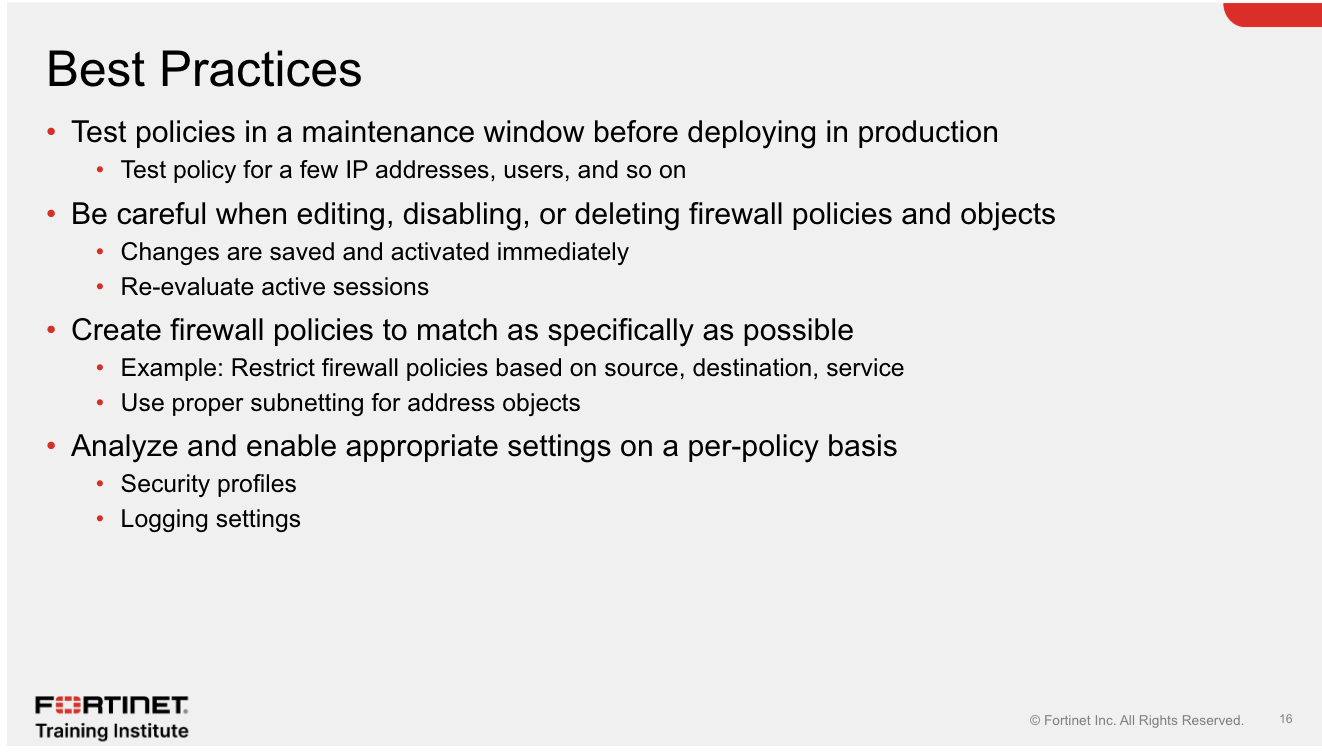 Best Practices
• Test policies in a maintenance window before deploying in production
• Test policy for a few IP addresses, users, and so on
• Be careful when editing, disabling, or deleting firewall policies and objects
• Changes are saved and activated immediately
• Re-evaluate active sessions
• Create firewall policies to match as specifically as possible
• Example: Restrict firewall policies based on source, destination, service
• Use proper subnetting for address objects
• Analyze and enable appropriate settings on a per-policy basis
• Security profiles
• Logging settings
FORTINET
Training Institute
© Fortinet Inc. All Rights Reserved.
16